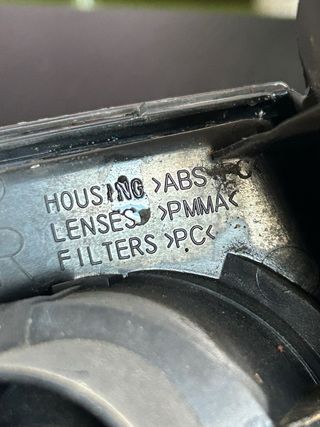 HOUSING >ABS
LENSES >PMMA<
FILTERS >PC<